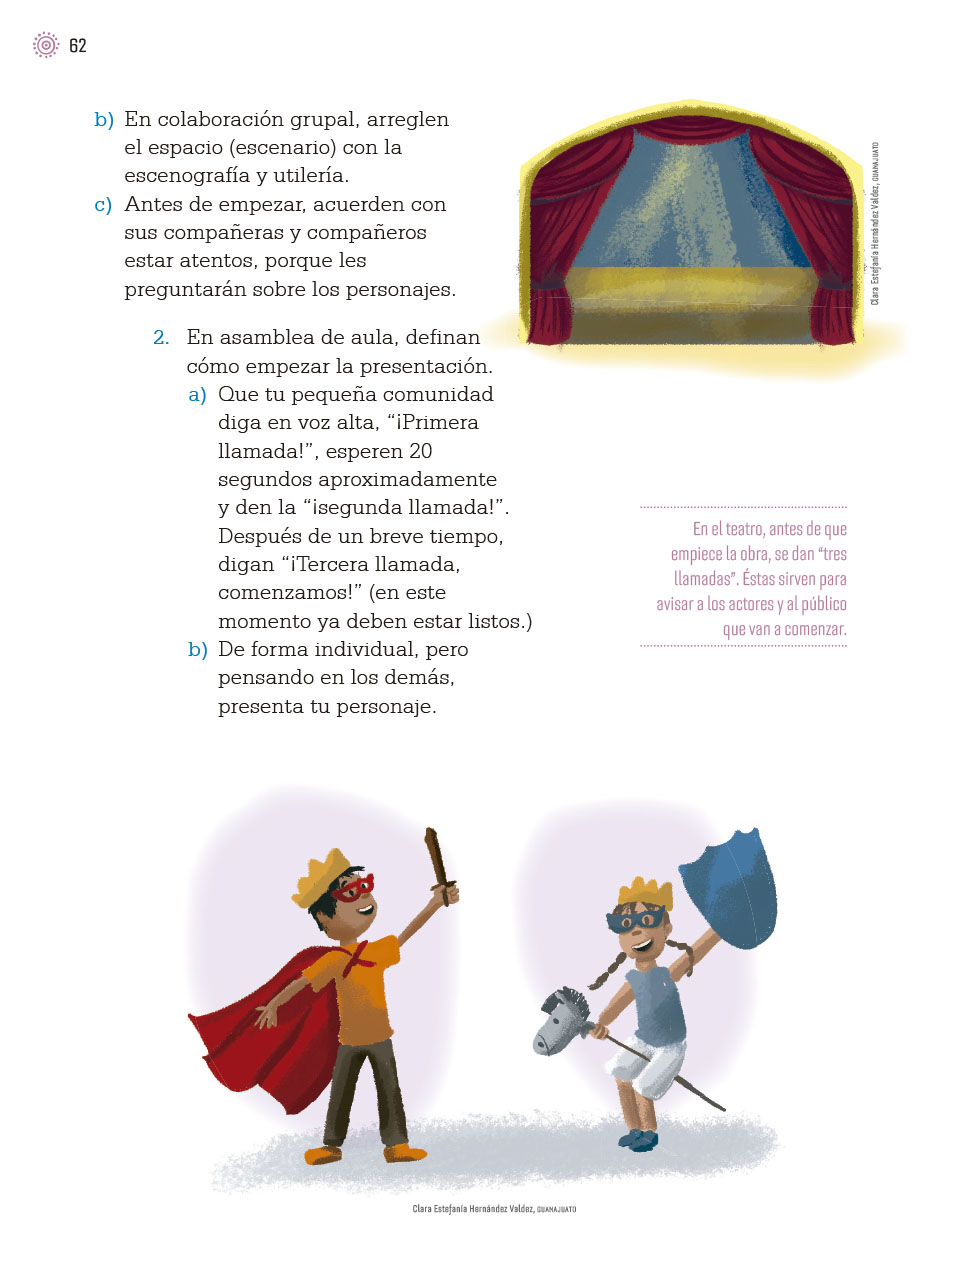 62
b) En colaboración grupal, arreglen
el espacio (escenario) con la
escenografía y utilería.
c) Antes de empezar, acuerden con
sus compañeras y compañeros
estar atentos, porque les
preguntarán sobre los personajes.
Clara Estefanía Hernández Valdez, GUANAJUATO
2. En asamblea de aula, definan
cómo empezar la presentación.
a) Que tu pequeña comunidad
diga en voz alta, “¡Primera
llamada!”, esperen 20
segundos aproximadamente
y den la “¡segunda llamada!”.
Después de un breve tiempo,
digan “¡Tercera llamada,
comenzamos!” (en este
momento ya deben estar listos.)
b) De forma individual, pero
pensando en los demás,
presenta tu personaje.
En el teatro, antes de que
empiece la obra, se dan “tres
llamadas”. Éstas sirven para
avisar a los actores y al público
que van a comenzar.
Clara Estefanía Hernández Valdez, GUANAJUATO